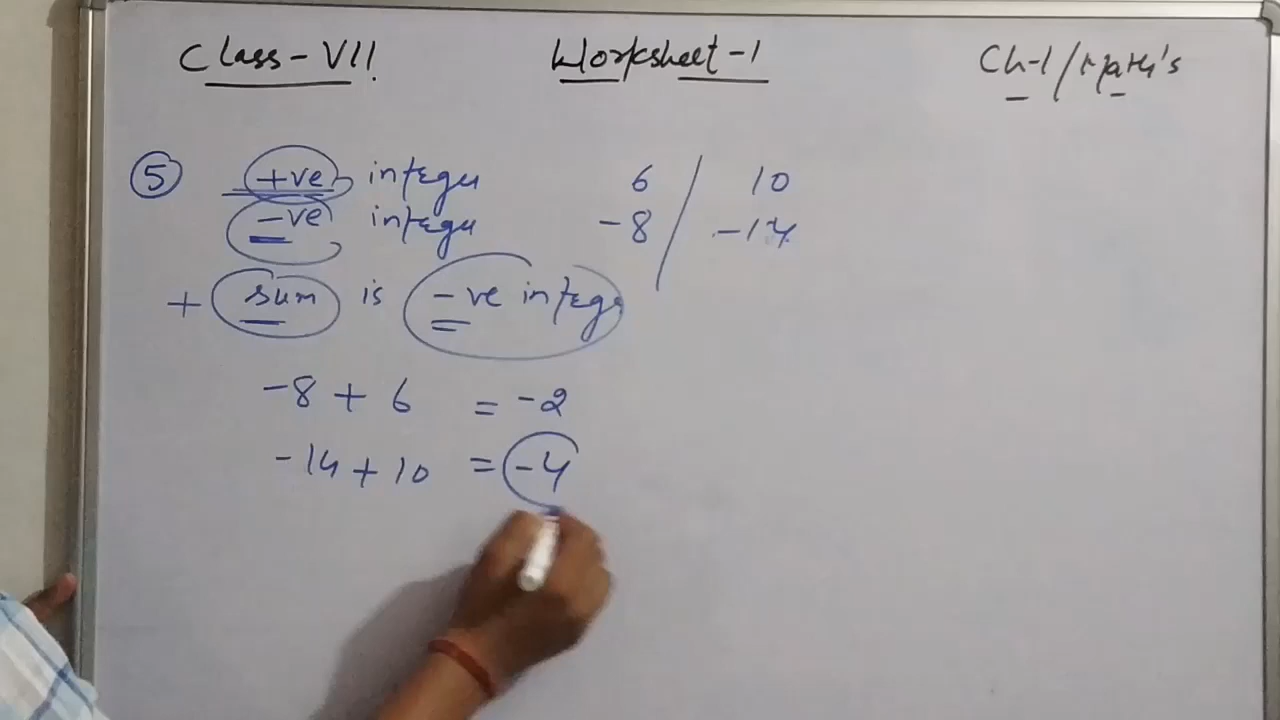 Class-VII
Worksheet-1
Ch-1/Math's
5 +ve integer 6 / 10
-ve integer -8 / -14
+ sum is -ve integer
-8 + 6 = -2
-14 + 10 = -4